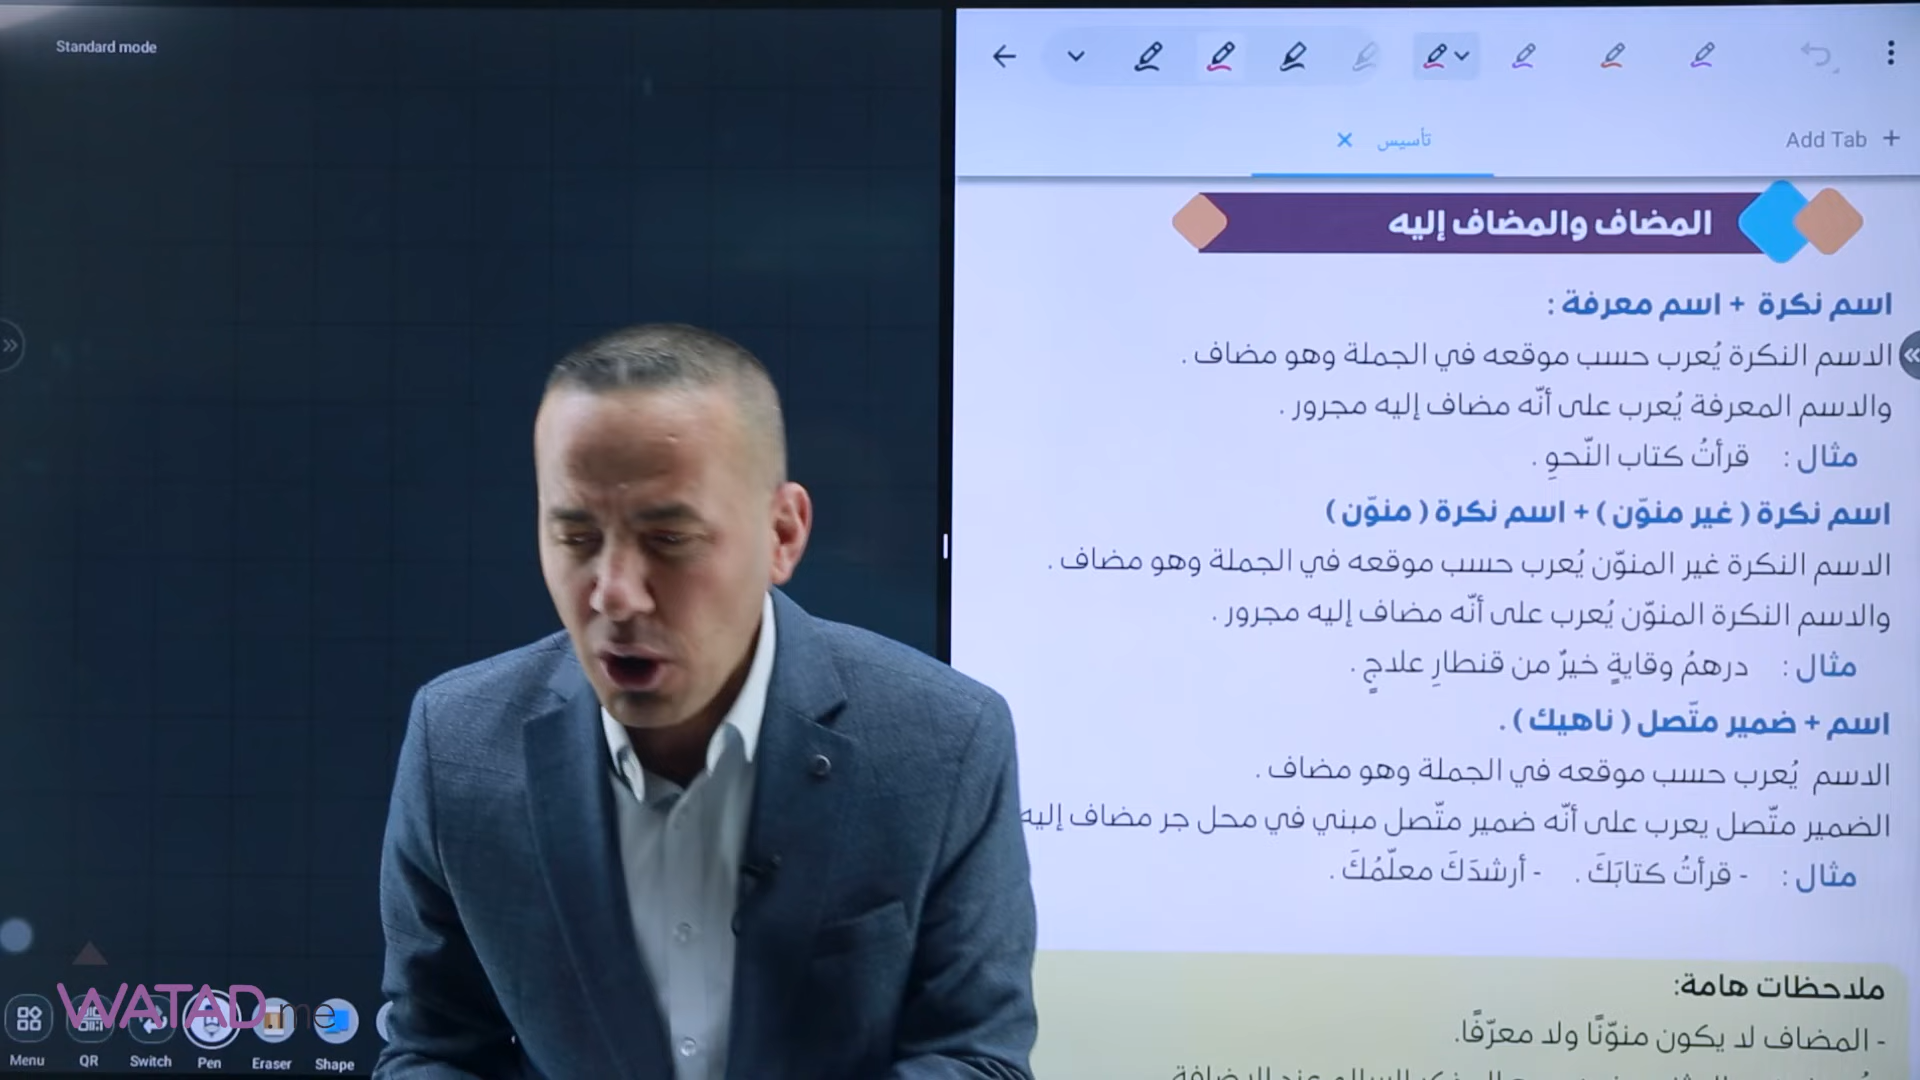 Standard mode
تأسيس
Add Tab
المضاف والمضاف إليه
اسم نكرة + اسم معرفة :
الاسم النكرة يُعرب حسب موقعه في الجملة وهو مضاف .
والاسم المعرفة يُعرب على أنّه مضاف إليه مجرور .
مثال : قرأتُ كتاب النّحوِ .
اسم نكرة ( غير منوّن ) + اسم نكرة ( منوّن )
الاسم النكرة غير المنوّن يُعرب حسب موقعه في الجملة وهو مضاف .
والاسم النكرة المنوّن يُعرب على أنّه مضاف إليه مجرور .
مثال : درهمُ وقايةٍ خيرٌ من قنطارِ علاجٍ .
اسم + ضمير متّصل ( ناهيك ) .
الاسم يُعرب حسب موقعه في الجملة وهو مضاف .
الضمير متّصل يعرب على أنّه ضمير متّصل مبني في محل جر مضاف إليه
مثال : - قرأتُ كتابَكَ . - أرشدَكَ معلّمُكَ .
ملاحظات هامة:
- المضاف لا يكون منوّنًا ولا معرّفًا.
WATAD.me
Menu
QR
Switch
Pen
Eraser
Shape